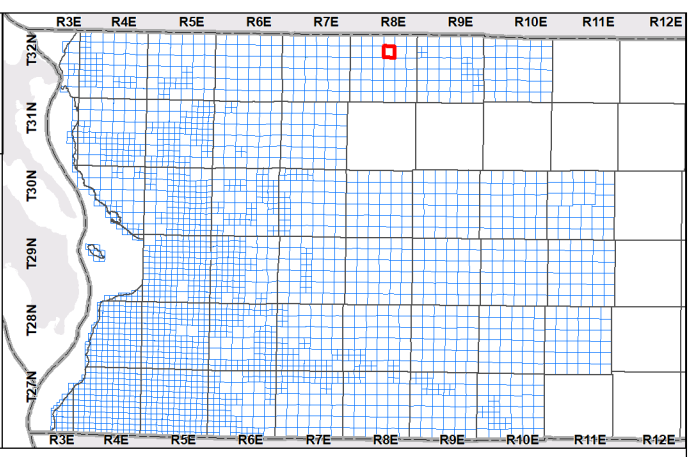 R3E R4E R5E R6E R7E R8E R9E R10E R11E R12E
T32N
T31N
T30N
T29N
T28N
T27N
R3E R4E R5E R6E R7E R8E R9E R10E R11E R12E